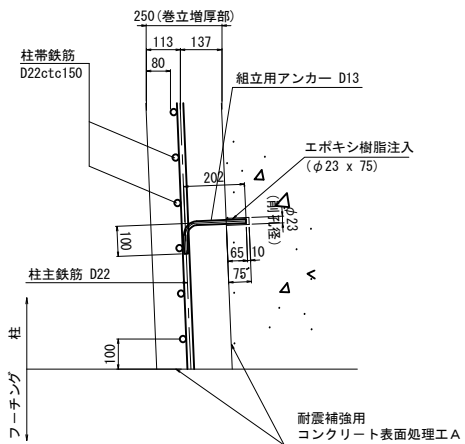 250(巻立増厚部)
113
137
80
柱帯鉄筋
D22ctc150
組立用アンカー D13
エポキシ樹脂注入
(φ23 x 75)
202
φ23
(削孔径)
100
65
10
75
柱主鉄筋 D22
100
柱
フーチング
耐震補強用
コンクリート表面処理工A